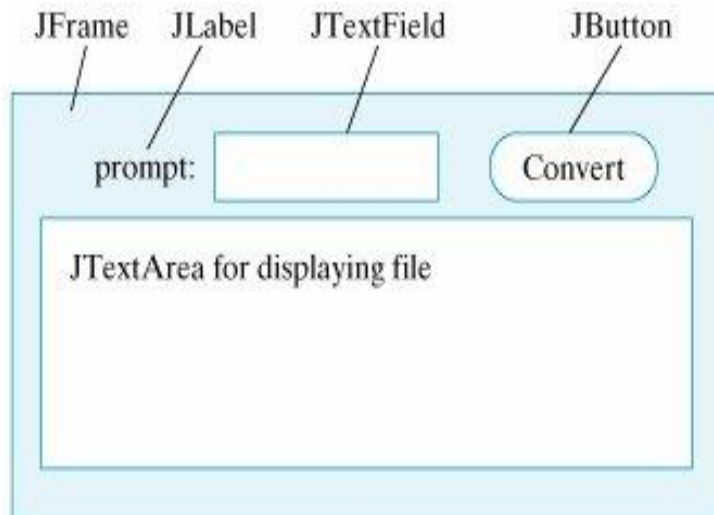 JFrame JLabel JTextField JButton
prompt: Convert
JTextArea for displaying file